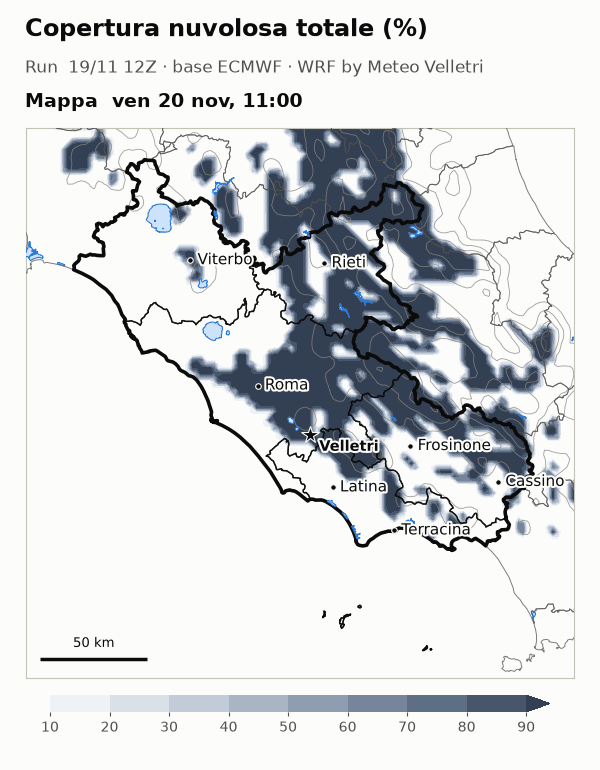 Copertura nuvolosa totale (%)
Run  19/11 12Z · base ECMWF · WRF by Meteo Velletri
Mappa  ven 20 nov, 11:00
Viterbo
Rieti
Roma
Velletri
Frosinone
Cassino
Latina
Terracina
50 km
10 20 30 40 50 60 70 80 90